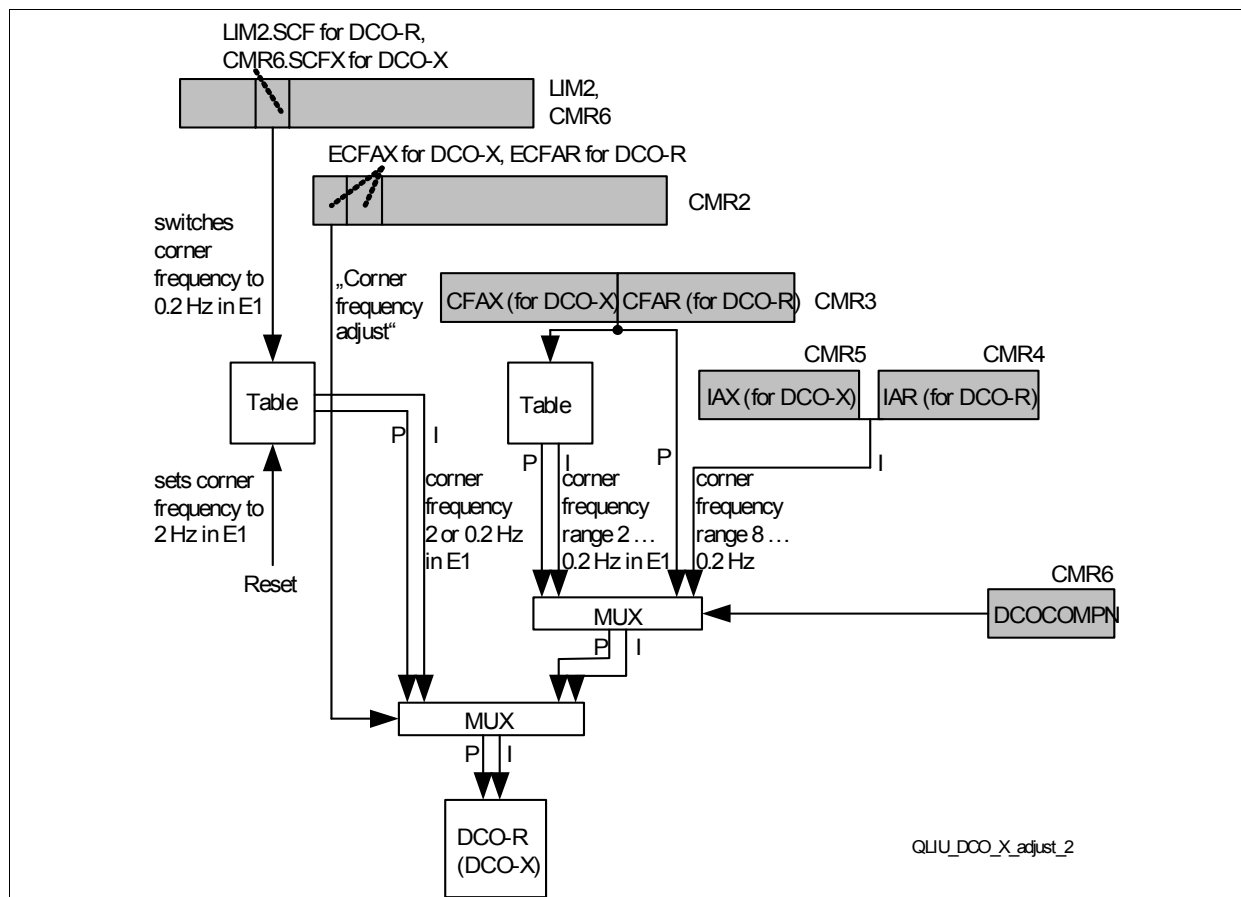 LIM2.SCF for DCO-R,
CMR6.SCFX for DCO-X
LIM2,
CMR6
ECFAX for DCO-X, ECFAR for DCO-R
CMR2
switches
corner
frequency to
0.2 Hz in E1
„Corner
frequency
adjust“
CFAX (for DCO-X)
CFAR (for DCO-R)
CMR3
CMR5
CMR4
IAX (for DCO-X)
IAR (for DCO-R)
Table
Table
P
I
P
I
P
I
sets corner
frequency to
2 Hz in E1
Reset
corner
frequency
2 or 0.2 Hz
in E1
corner
frequency
range 2 …
0.2 Hz in E1
corner
frequency
range 8 …
0.2 Hz
CMR6
DCOCOMPN
MUX
P
I
MUX
P
I
DCO-R
(DCO-X)
QLIU_DCO_X_adjust_2